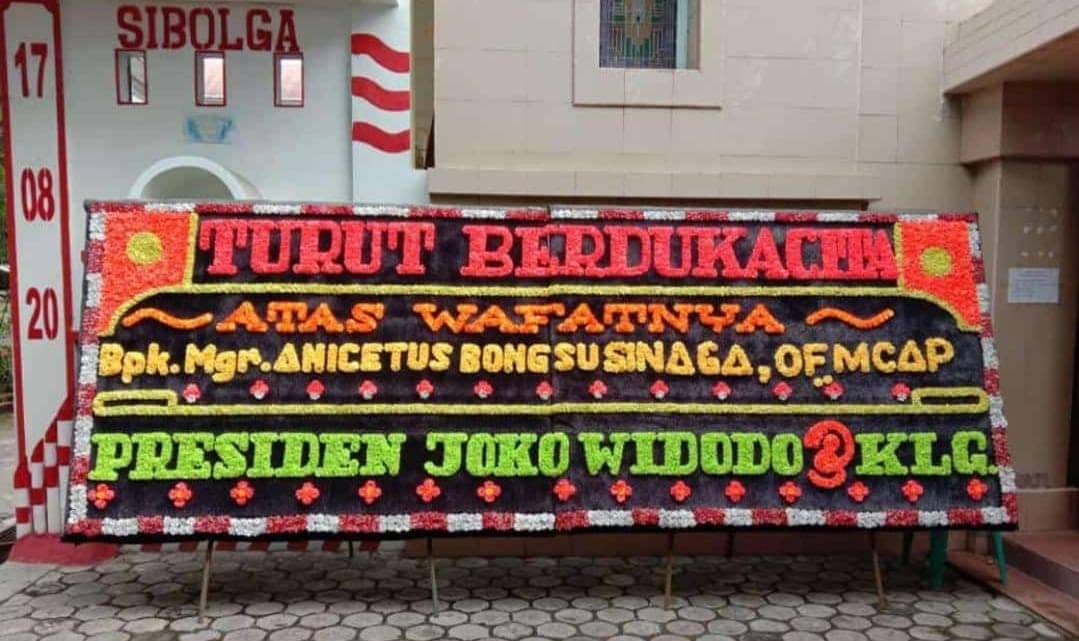 SIBOLGA
17
08
20
TURUT BERDUKACITA
ATAS WAFATNYA
Bpk. Mgr. ANICETUS BONGSU SINAGA, OFMCAP
PRESIDEN JOKO WIDODO & KLG.